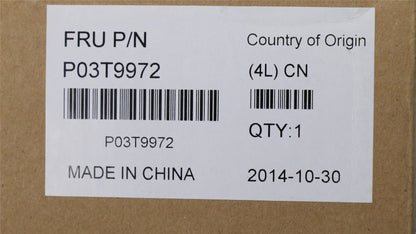 FRU P/N
P03T9972
P03T9972
MADE IN CHINA
Country of Origin
(4L) CN
QTY:1
2014-10-30